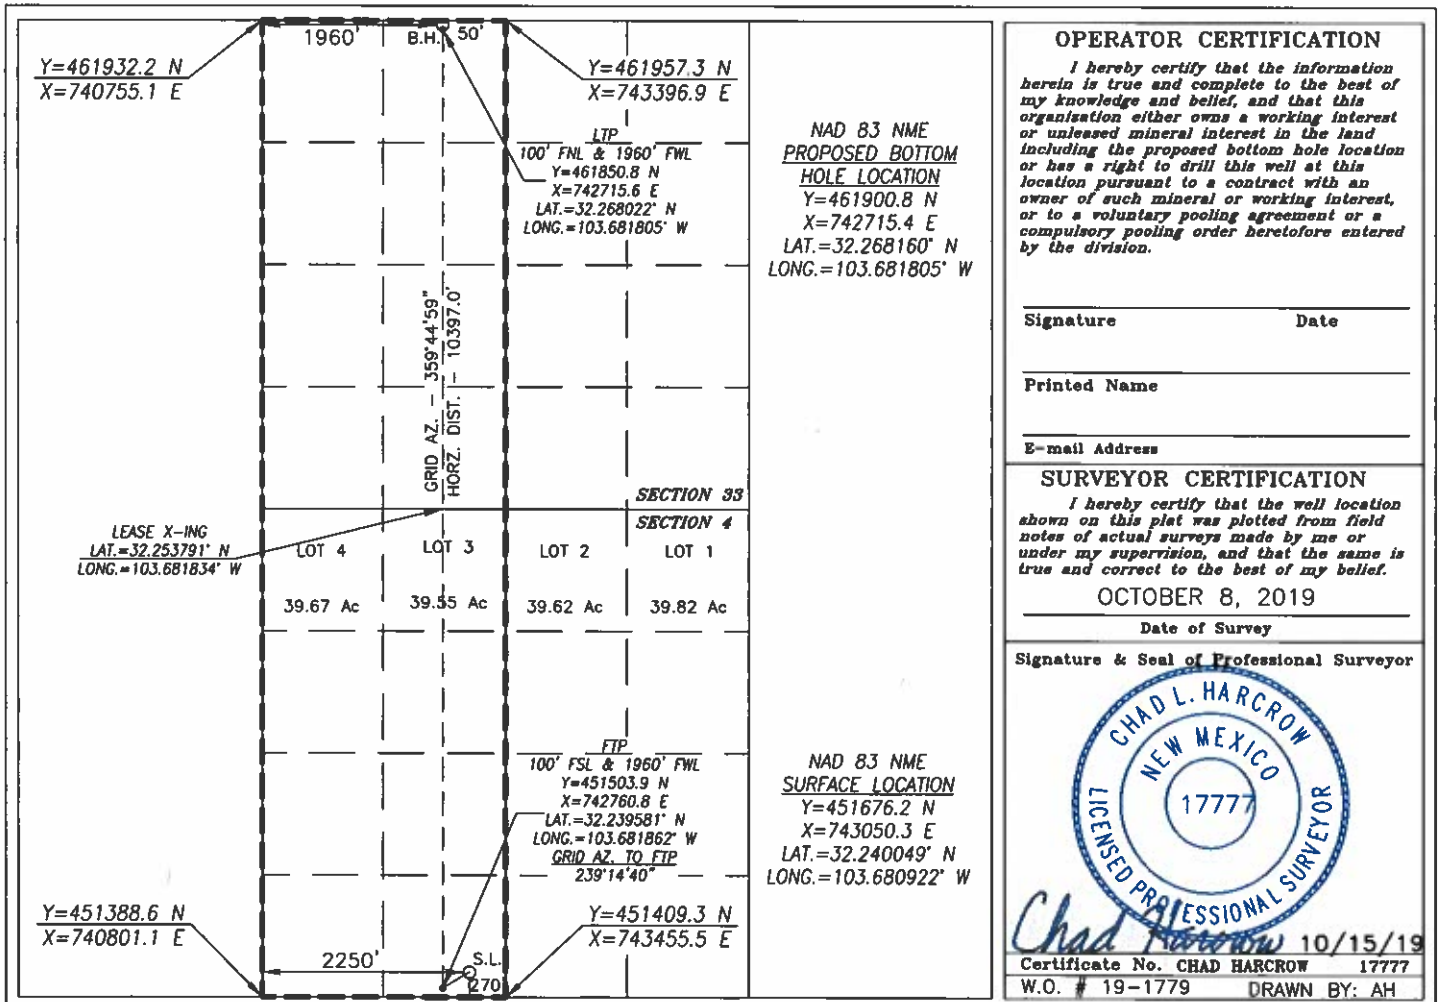 1960'
B.H.
50'
Y=461932.2 N
X=740755.1 E
Y=461957.3 N
X=743396.9 E
LTP
100' FNL & 1960' FWL
Y=461850.8 N
X=742715.6 E
LAT.=32.268022° N
LONG.=103.681805° W
NAD 83 NME
PROPOSED BOTTOM
HOLE LOCATION
Y=461900.8 N
X=742715.4 E
LAT.=32.268160° N
LONG.=103.681805° W
GRID AZ. - 359°44'59"
HORZ. DIST. - 10397.0'
SECTION 33
SECTION 4
LEASE X-ING
LAT.=32.253791° N
LONG.=103.681834° W
LOT 4
LOT 3
LOT 2
LOT 1
39.67 Ac
39.55 Ac
39.62 Ac
39.82 Ac
FTP
100' FSL & 1960' FWL
Y=451503.9 N
X=742760.8 E
LAT.=32.239581° N
LONG.=103.681862° W
GRID AZ. TO FTP
239°14'40"
NAD 83 NME
SURFACE LOCATION
Y=451676.2 N
X=743050.3 E
LAT.=32.240049° N
LONG.=103.680922° W
Y=451388.6 N
X=740801.1 E
Y=451409.3 N
X=743455.5 E
2250'
S.L.
270
OPERATOR CERTIFICATION
I hereby certify that the information
herein is true and complete to the best of
my knowledge and belief, and that this
organization either owns a working interest
or unleased mineral interest in the land
including the proposed bottom hole location
or has a right to drill this well at this
location pursuant to a contract with an
owner of such mineral or working interest,
or to a voluntary pooling agreement or a
compulsory pooling order heretofore entered
by the division.
Signature Date
Printed Name
E-mail Address
SURVEYOR CERTIFICATION
I hereby certify that the well location
shown on this plat was plotted from field
notes of actual surveys made by me or
under my supervision, and that the same is
true and correct to the best of my belief.
OCTOBER 8, 2019
Date of Survey
Signature & Seal of Professional Surveyor
CHAD L. HARCROW
NEW MEXICO
17777
LICENSED PROFESSIONAL SURVEYOR
Chad Harcrow 10/15/19
Certificate No. CHAD HARCROW 17777
W.O. # 19-1779 DRAWN BY: AH